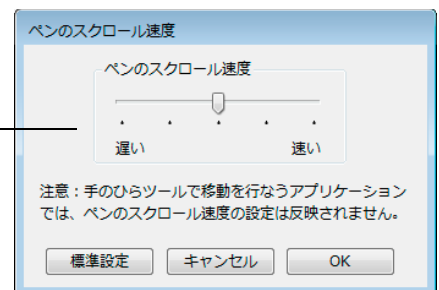 ペンのスクロール速度
ペンのスクロール速度
遅い 速い
注意：手のひらツールで移動を行なうアプリケーション
では、ペンのスクロール速度の設定は反映されません。
標準設定 キャンセル OK